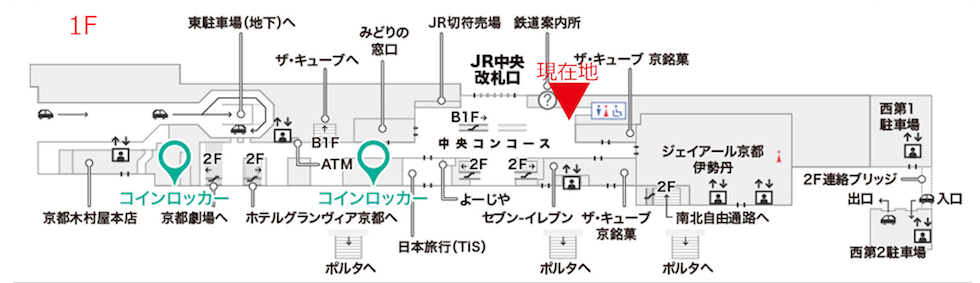 1F
東駐車場(地下)へ
みどりの
窓口
JR切符売場
鉄道案内所
ザ・キューブへ
JR中央
改札口
現在地
ザ・キューブ 京銘菓
?
西第1
駐車場
B1F→
B1F
中央コンコース
ATM
ジェイアール京都
伊勢丹
2F
2F
2F
2F
2F
2F連絡ブリッジ
コインロッカー
コインロッカー
京都木村屋本店
京都劇場へ
ホテルグランヴィア京都へ
よーじや
セブン-イレブン
ザ・キューブ
京銘菓
南北自由通路へ
出口
入口
日本旅行(TiS)
西第2駐車場
ポルタへ
ポルタへ
ポルタへ